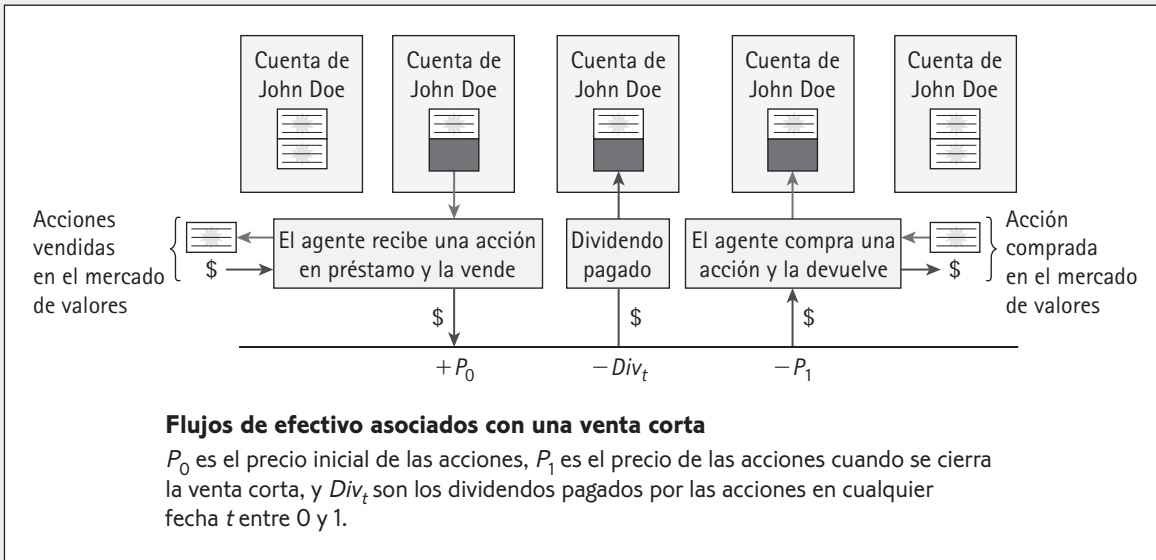 Cuenta de
John Doe
Cuenta de
John Doe
Cuenta de
John Doe
Cuenta de
John Doe
Cuenta de
John Doe
Acciones
vendidas
en el mercado
de valores
$
El agente recibe una acción
en préstamo y la vende
Dividendo
pagado
El agente compra una
acción y la devuelve
$
Acción
comprada
en el mercado
de valores
$
$
$
+P₀
−Divₜ
−P₁
Flujos de efectivo asociados con una venta corta
P₀ es el precio inicial de las acciones, P₁ es el precio de las acciones cuando se cierra
la venta corta, y Divₜ son los dividendos pagados por las acciones en cualquier
fecha t entre 0 y 1.